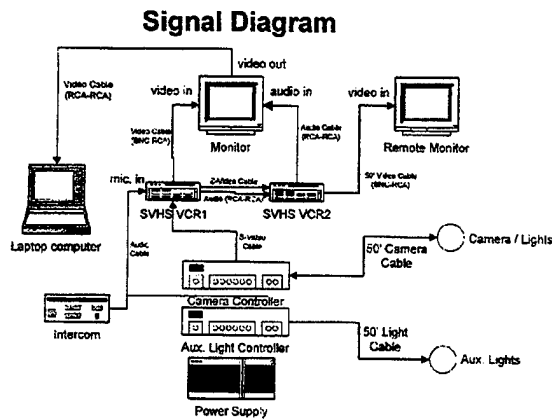 Signal Diagram
video out
Video Cable
(RCA-RCA)
video in
audio in
video in
Video Cable
(BNC-RCA)
Audio Cable
(RCA-RCA)
Monitor
Remote Monitor
mic. in
S-Video Cable
Audio (RCA-RCA)
50' Video Cable
(BNC-RCA)
SVHS VCR1
SVHS VCR2
Laptop computer
Audio
Cable
S-video
Cable
50' Camera
Cable
Camera / Lights
Camera Controller
Intercom
Aux. Light Controller
50' Light
Cable
Aux. Lights
Power Supply